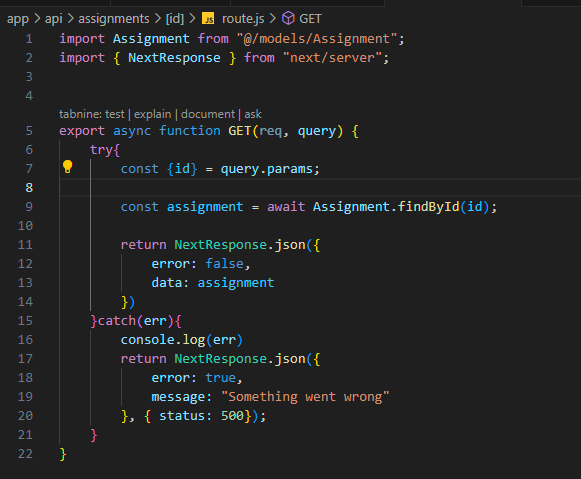 app > api > assignments > [id] > JS route.js > GET
1 import Assignment from "@/models/Assignment";
2 import { NextResponse } from "next/server";
3
4
tabnine: test | explain | document | ask
5 export async function GET(req, query) {
6     try{
7         const {id} = query.params;
8
9         const assignment = await Assignment.findById(id);
10
11         return NextResponse.json({
12             error: false,
13             data: assignment
14         })
15     }catch(err){
16         console.log(err)
17         return NextResponse.json({
18             error: true,
19             message: "Something went wrong"
20         }, { status: 500});
21     }
22 }